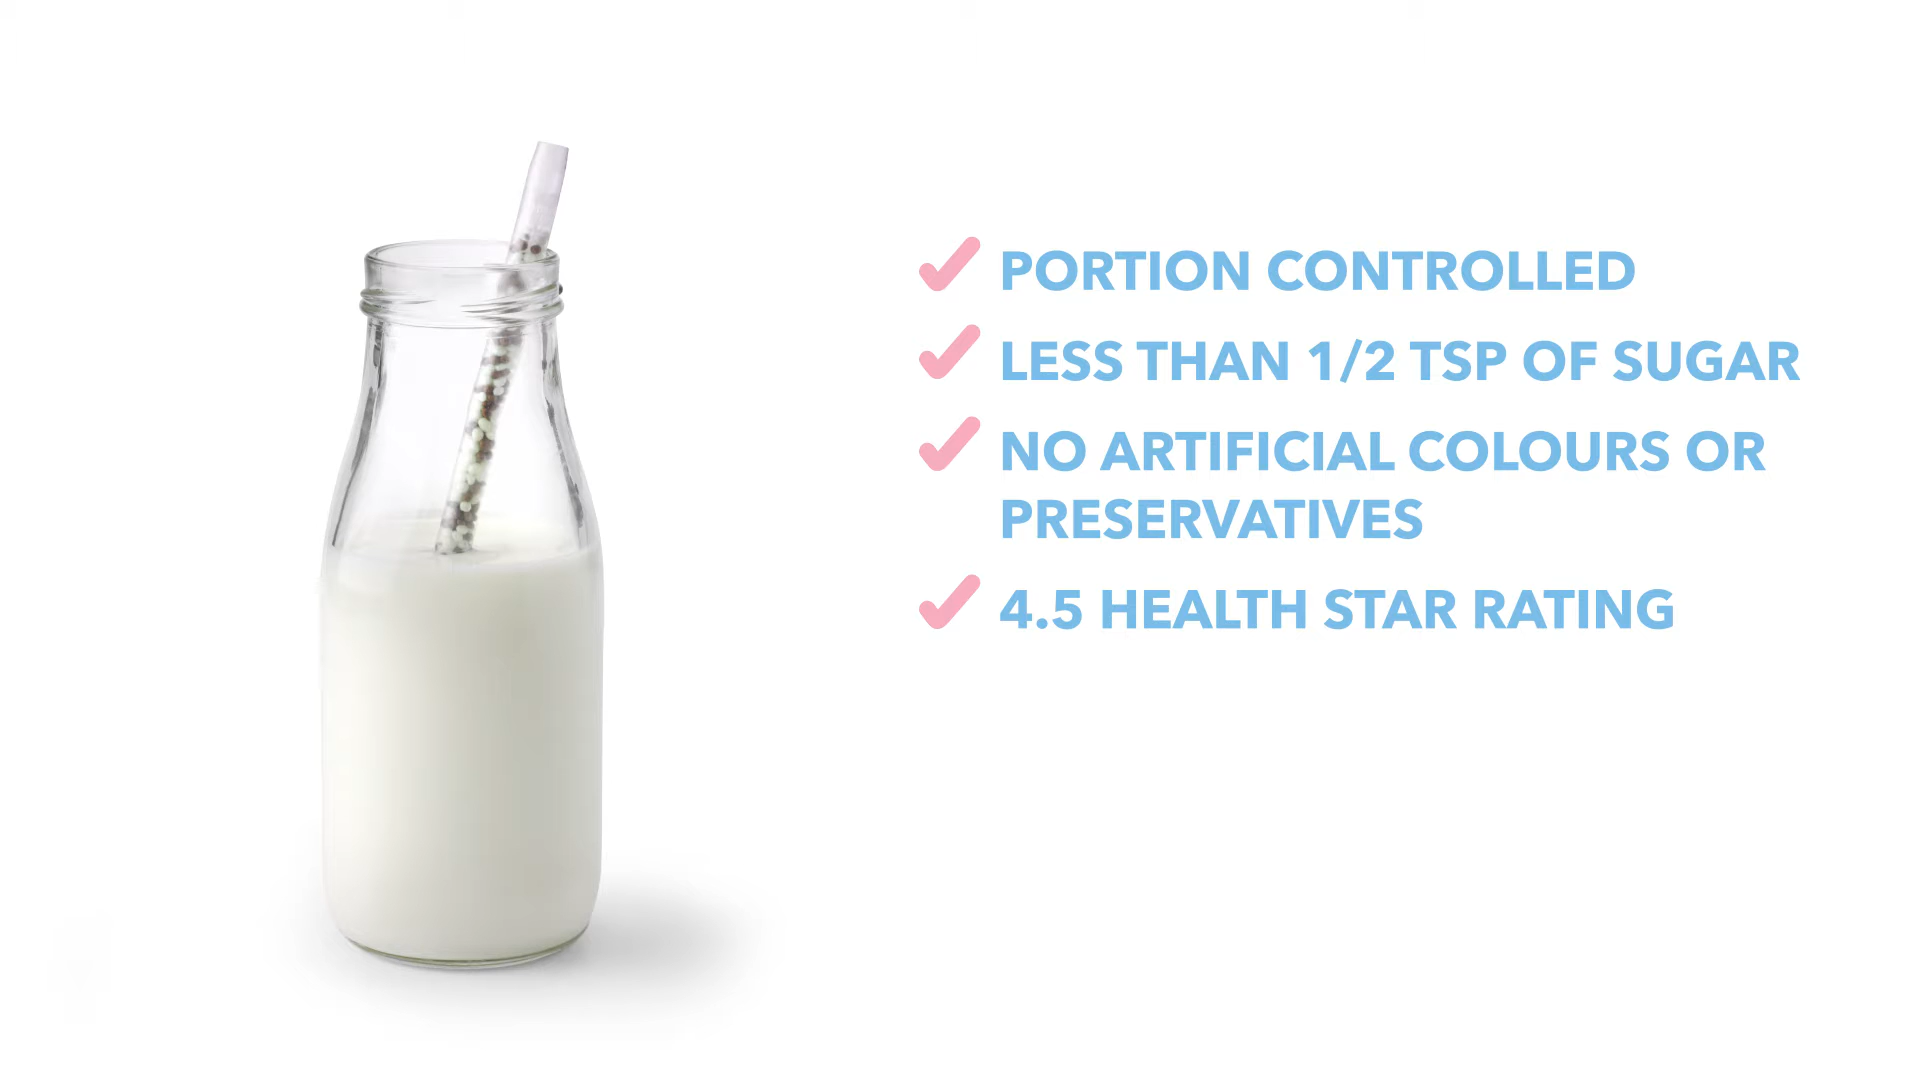 PORTION CONTROLLED
LESS THAN 1/2 TSP OF SUGAR
NO ARTIFICIAL COLOURS OR
PRESERVATIVES
4.5 HEALTH STAR RATING